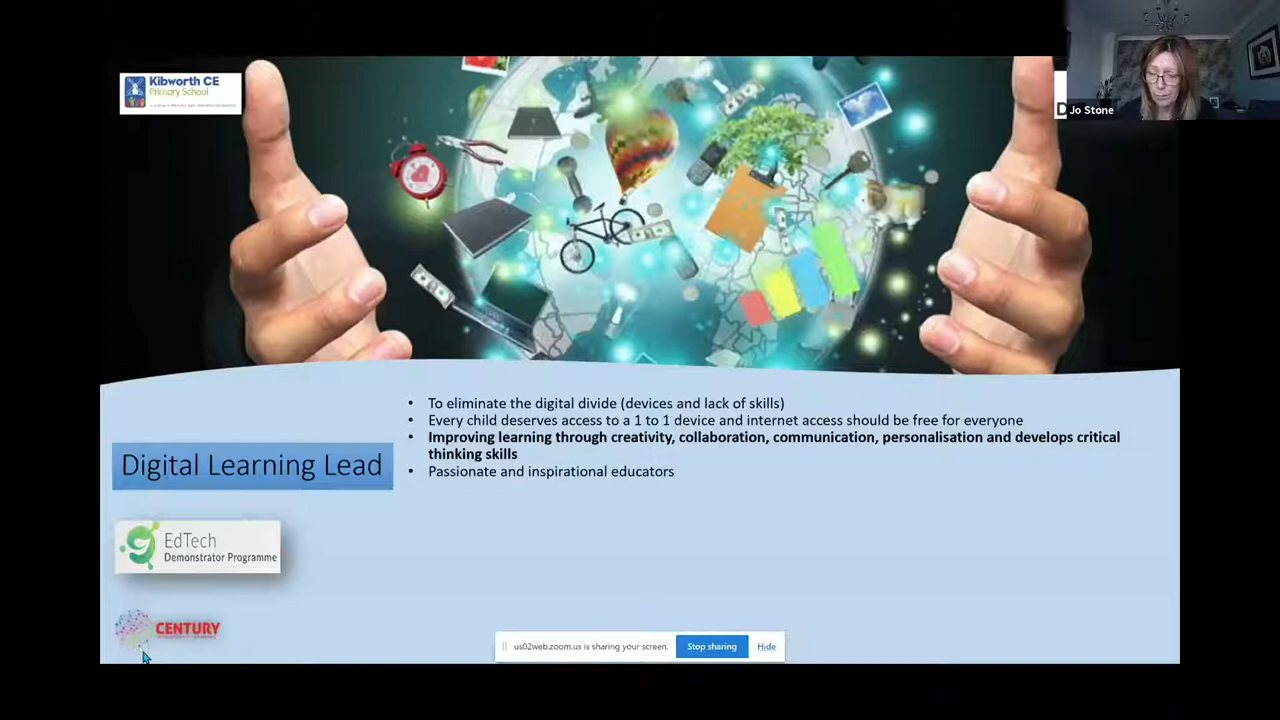 Kibworth CE
Primary School
D
Jo Stone
• To eliminate the digital divide (devices and lack of skills)
• Every child deserves access to a 1 to 1 device and internet access should be free for everyone
• Improving learning through creativity, collaboration, communication, personalisation and develops critical
thinking skills
• Passionate and inspirational educators
Digital Learning Lead
EdTech
Demonstrator Programme
CENTURY
us02web.zoom.us is sharing your screen.
Stop sharing
Hide